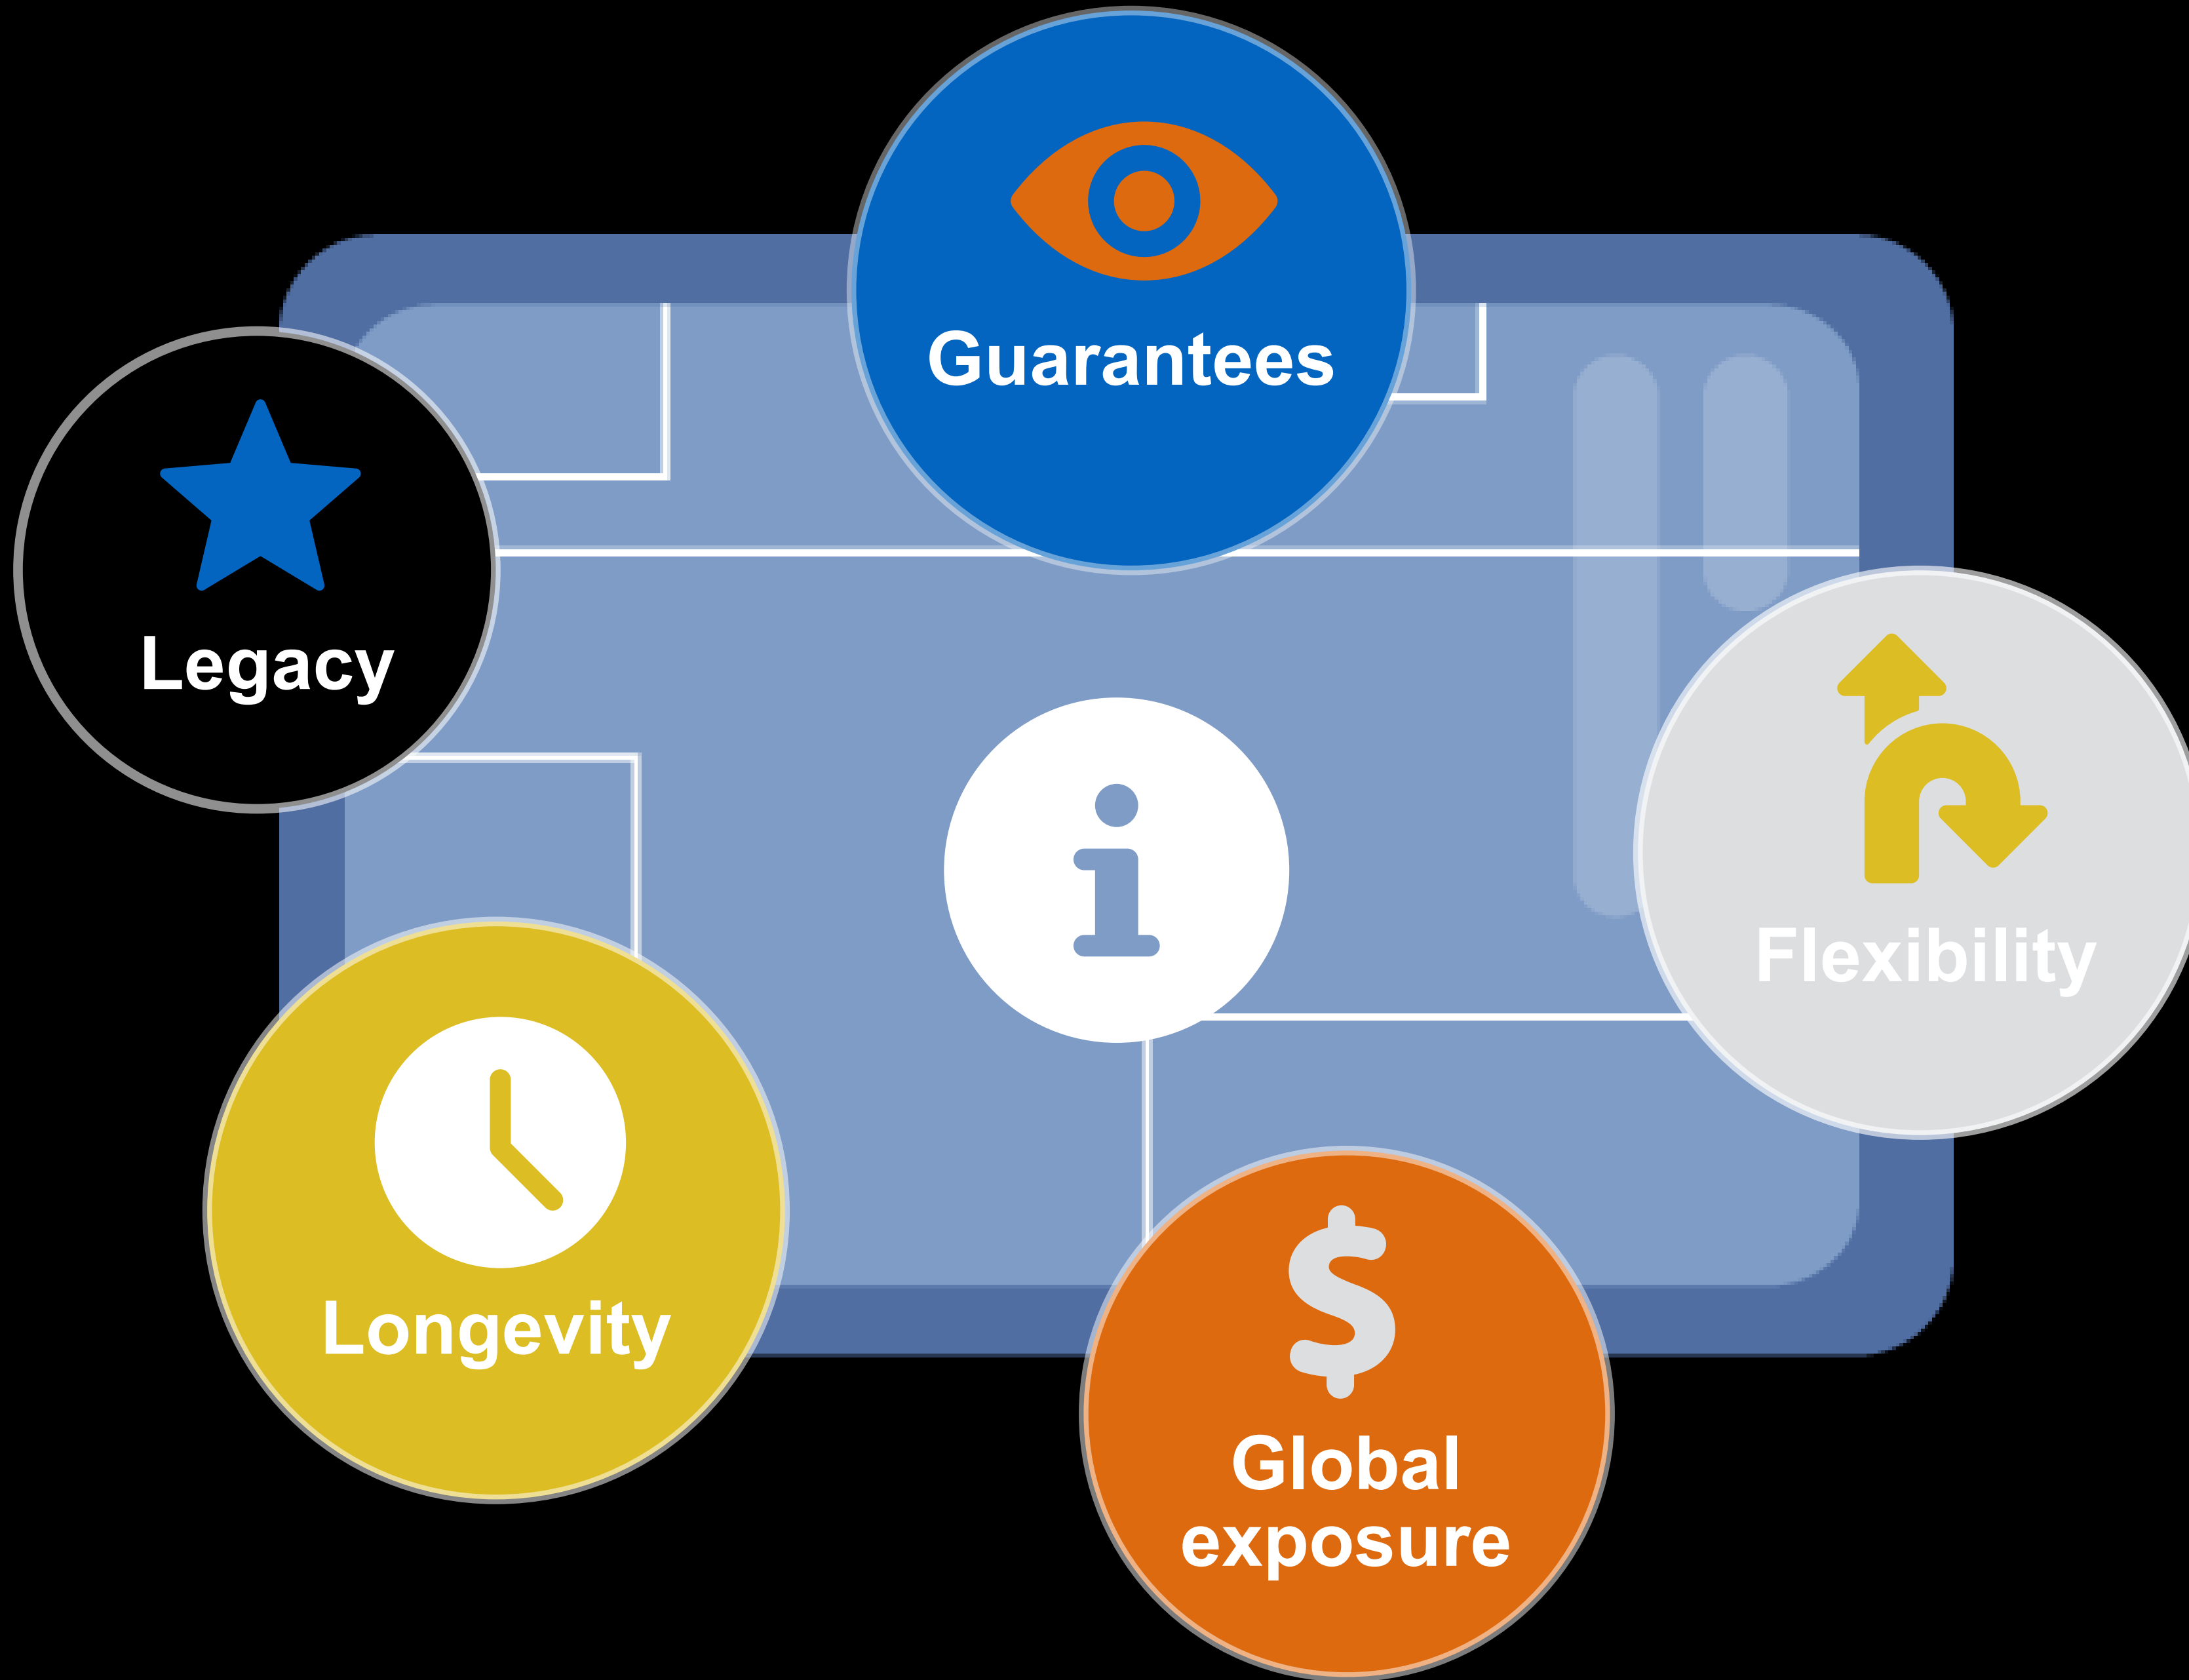 Guarantees
Legacy
Flexibility
Longevity
Global
exposure